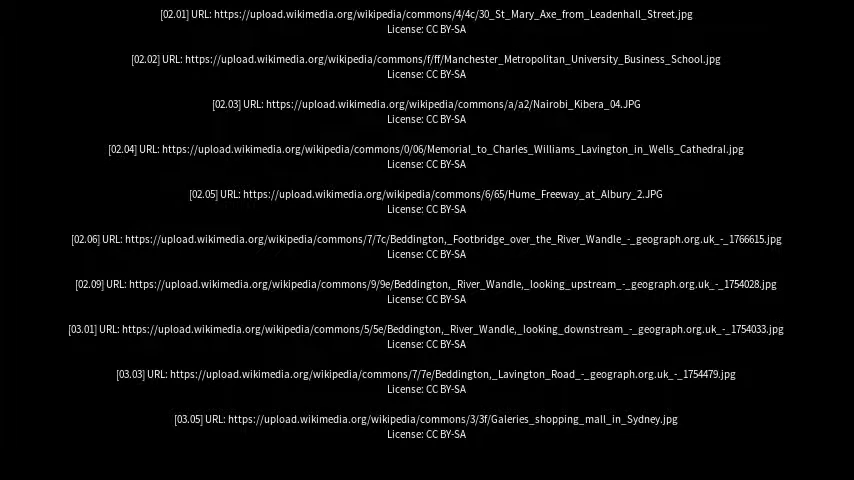 [02.01] URL: https://upload.wikimedia.org/wikipedia/commons/4/4c/30_St_Mary_Axe_from_Leadenhall_Street.jpg
License: CC BY-SA
[02.02] URL: https://upload.wikimedia.org/wikipedia/commons/f/ff/Manchester_Metropolitan_University_Business_School.jpg
License: CC BY-SA
[02.03] URL: https://upload.wikimedia.org/wikipedia/commons/a/a2/Nairobi_Kibera_04.JPG
License: CC BY-SA
[02.04] URL: https://upload.wikimedia.org/wikipedia/commons/0/06/Memorial_to_Charles_Williams_Lavington_in_Wells_Cathedral.jpg
License: CC BY-SA
[02.05] URL: https://upload.wikimedia.org/wikipedia/commons/6/65/Hume_Freeway_at_Albury_2.JPG
License: CC BY-SA
[02.06] URL: https://upload.wikimedia.org/wikipedia/commons/7/7c/Beddington,_Footbridge_over_the_River_Wandle_-_geograph.org.uk_-_1766615.jpg
License: CC BY-SA
[02.09] URL: https://upload.wikimedia.org/wikipedia/commons/9/9e/Beddington,_River_Wandle,_looking_upstream_-_geograph.org.uk_-_1754028.jpg
License: CC BY-SA
[03.01] URL: https://upload.wikimedia.org/wikipedia/commons/5/5e/Beddington,_River_Wandle,_looking_downstream_-_geograph.org.uk_-_1754033.jpg
License: CC BY-SA
[03.03] URL: https://upload.wikimedia.org/wikipedia/commons/7/7e/Beddington,_Lavington_Road_-_geograph.org.uk_-_1754479.jpg
License: CC BY-SA
[03.05] URL: https://upload.wikimedia.org/wikipedia/commons/3/3f/Galeries_shopping_mall_in_Sydney.jpg
License: CC BY-SA